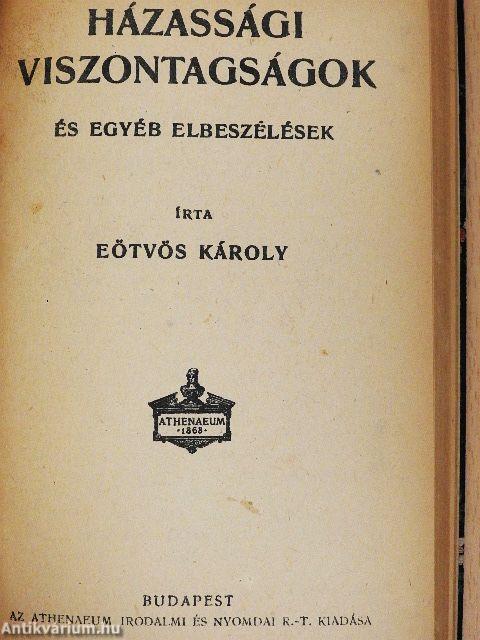 HÁZASSÁGI
VISZONTAGSÁGOK
ÉS EGYÉB ELBESZÉLÉSEK
ÍRTA
EÖTVÖS KÁROLY
ATHENAEUM
·1868·
BUDAPEST
AZ ATHENAEUM IRODALMI ÉS NYOMDAI R.-T. KIADÁSA
Antikvarium.hu